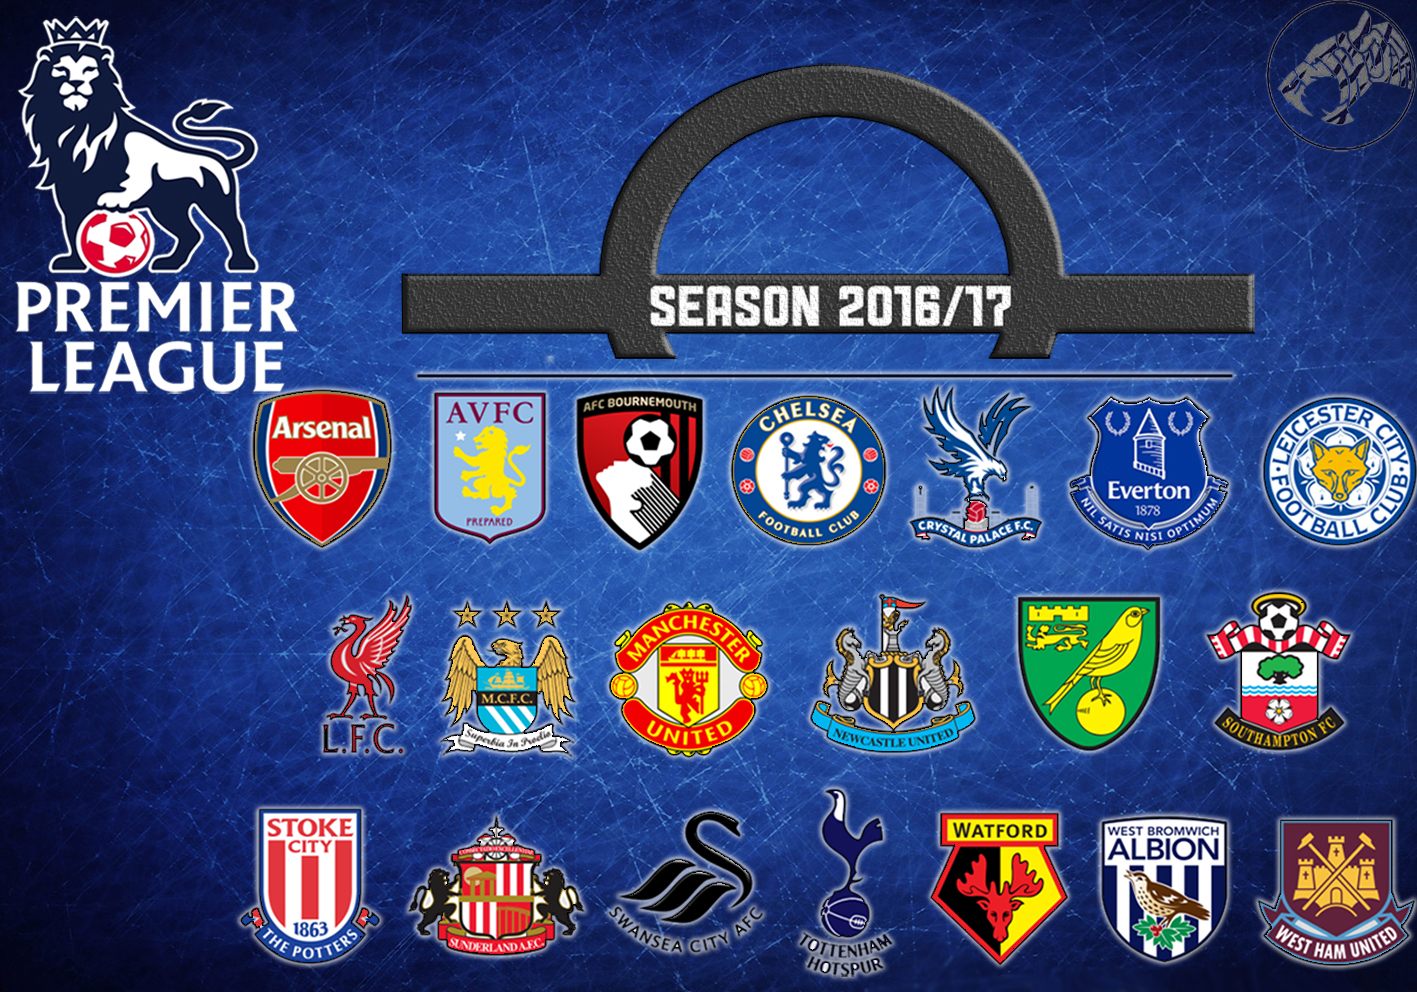 PREMIER
LEAGUE
SEASON 2016/17
Arsenal
AVFC
PREPARED
AFC BOURNEMOUTH
CHELSEA
FOOTBALL CLUB
CRYSTAL PALACE F.C.
Everton
1878
NIL SATIS NISI OPTIMUM
LEICESTER CITY
FOOTBALL CLUB
L.F.C.
M.C.F.C.
Superbia In Proelio
MANCHESTER
UNITED
NEWCASTLE UNITED
SOUTHAMPTON FC
STOKE
CITY
1863
THE POTTERS
SUNDERLAND A.F.C.
SWANSEA CITY AFC
TOTTENHAM
HOTSPUR
WATFORD
WEST BROMWICH
ALBION
WEST HAM UNITED